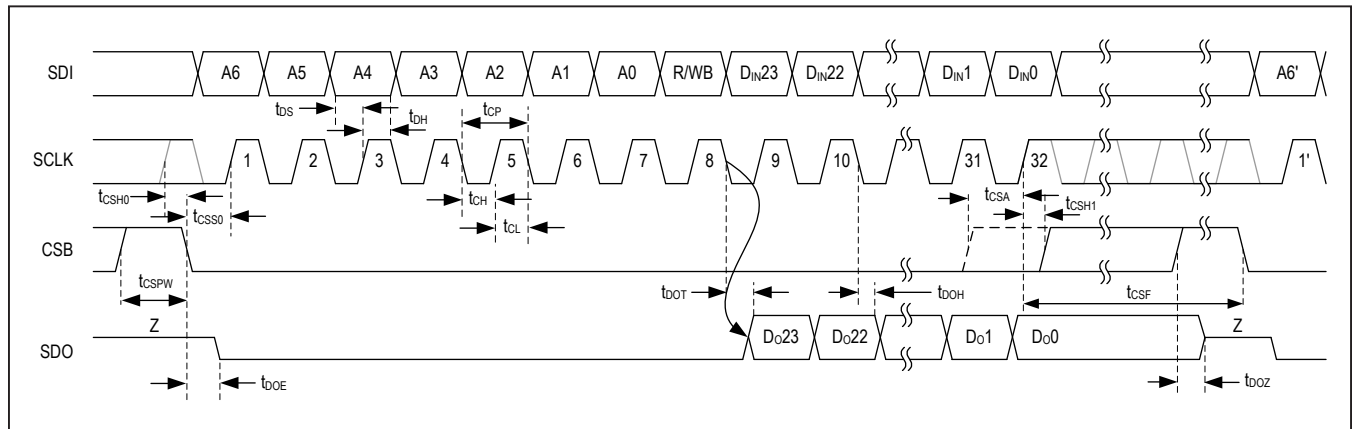 SDI A6 A5 A4 A3 A2 A1 A0 R/WB DIN23 DIN22 DIN1 DIN0 A6'
tDS tDH tCP
SCLK 1 2 3 4 5 6 7 8 9 10 31 32 1'
tCSH0 tCSS0 tCH tCL tCSA tCSH1
CSB
tCSPW tDOT tDOH tCSF
SDO Z DO23 DO22 DO1 DO0 Z
tDOE tDOZ